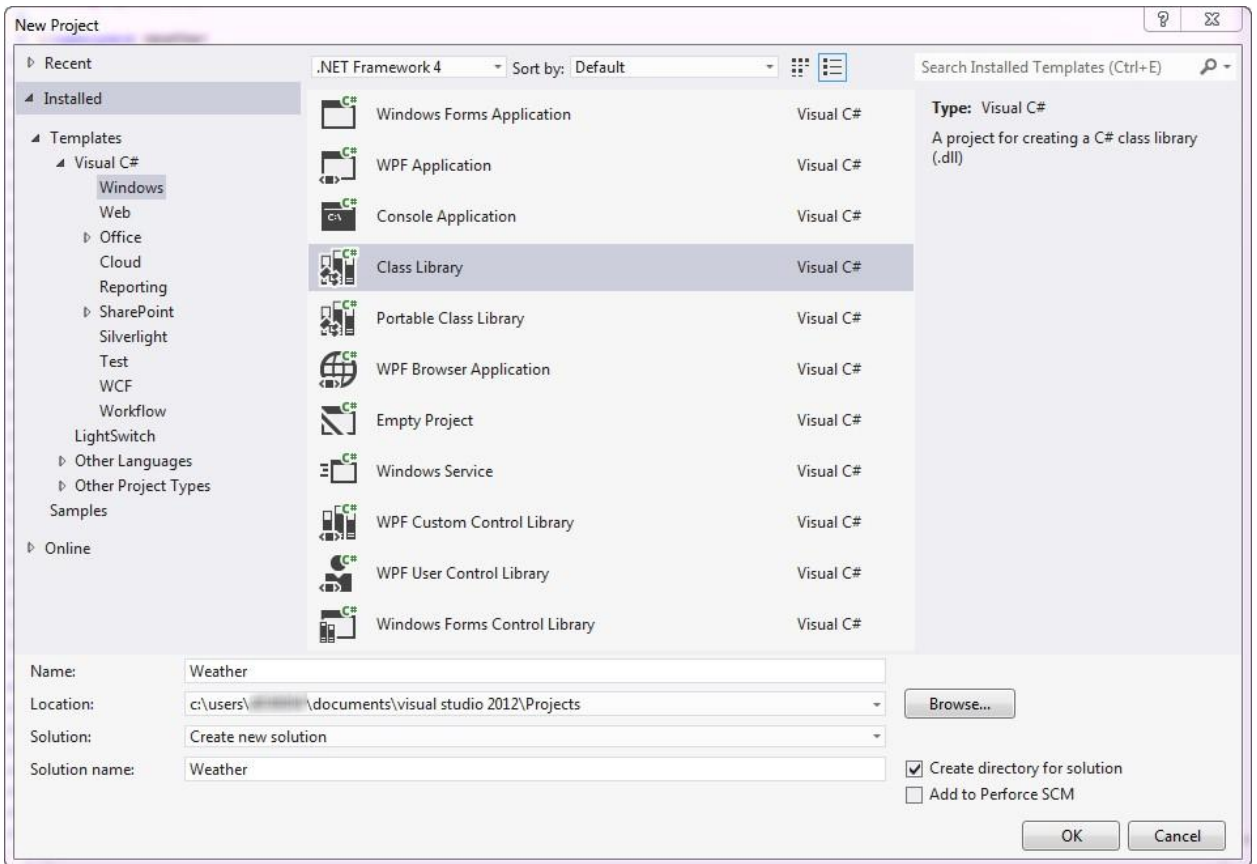 New Project
Recent
.NET Framework 4 Sort by: Default Search Installed Templates (Ctrl+E)
Installed
Templates
Visual C#
Windows
Web
Office
Cloud
Reporting
SharePoint
Silverlight
Test
WCF
Workflow
LightSwitch
Other Languages
Other Project Types
Samples
Online
Windows Forms Application Visual C#
WPF Application Visual C#
Console Application Visual C#
Class Library Visual C#
Portable Class Library Visual C#
WPF Browser Application Visual C#
Empty Project Visual C#
Windows Service Visual C#
WPF Custom Control Library Visual C#
WPF User Control Library Visual C#
Windows Forms Control Library Visual C#
Type: Visual C#
A project for creating a C# class library
(.dll)
Name: Weather
Location: c:\users\ \documents\visual studio 2012\Projects Browse...
Solution: Create new solution
Solution name: Weather
Create directory for solution
Add to Perforce SCM
OK Cancel